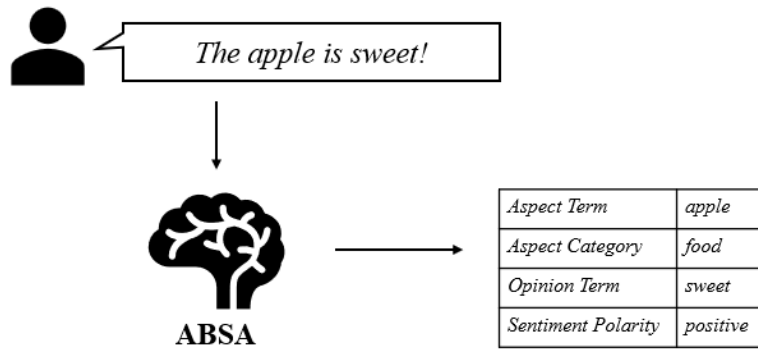 The apple is sweet!
ABSA
Aspect Term apple
Aspect Category food
Opinion Term sweet
Sentiment Polarity positive